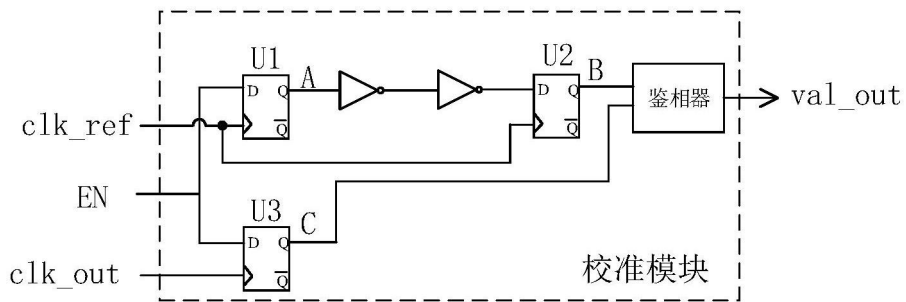 U1
A
U2
B
D Q
Q
D Q
Q
鉴相器
val_out
clk_ref
EN
U3
C
D Q
Q
clk_out
校准模块